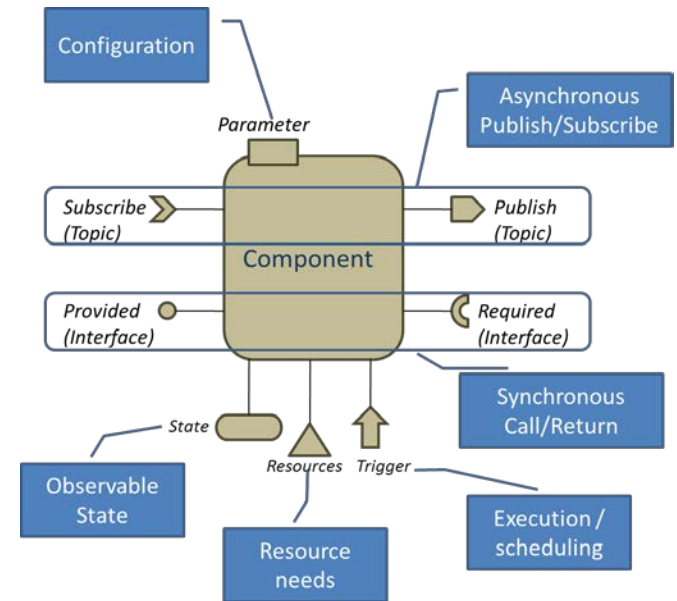 Configuration
Asynchronous
Publish/Subscribe
Parameter
Subscribe
(Topic)
Publish
(Topic)
Component
Provided
(Interface)
Required
(Interface)
Synchronous
Call/Return
State
Resources
Trigger
Observable
State
Resource
needs
Execution /
scheduling